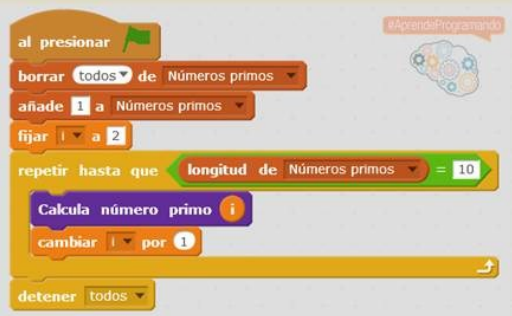 #AprendeProgramando
al presionar
borrar todos de Números primos
añade 1 a Números primos
fijar i a 2
repetir hasta que longitud de Números primos = 10
Calcula número primo i
cambiar i por 1
detener todos